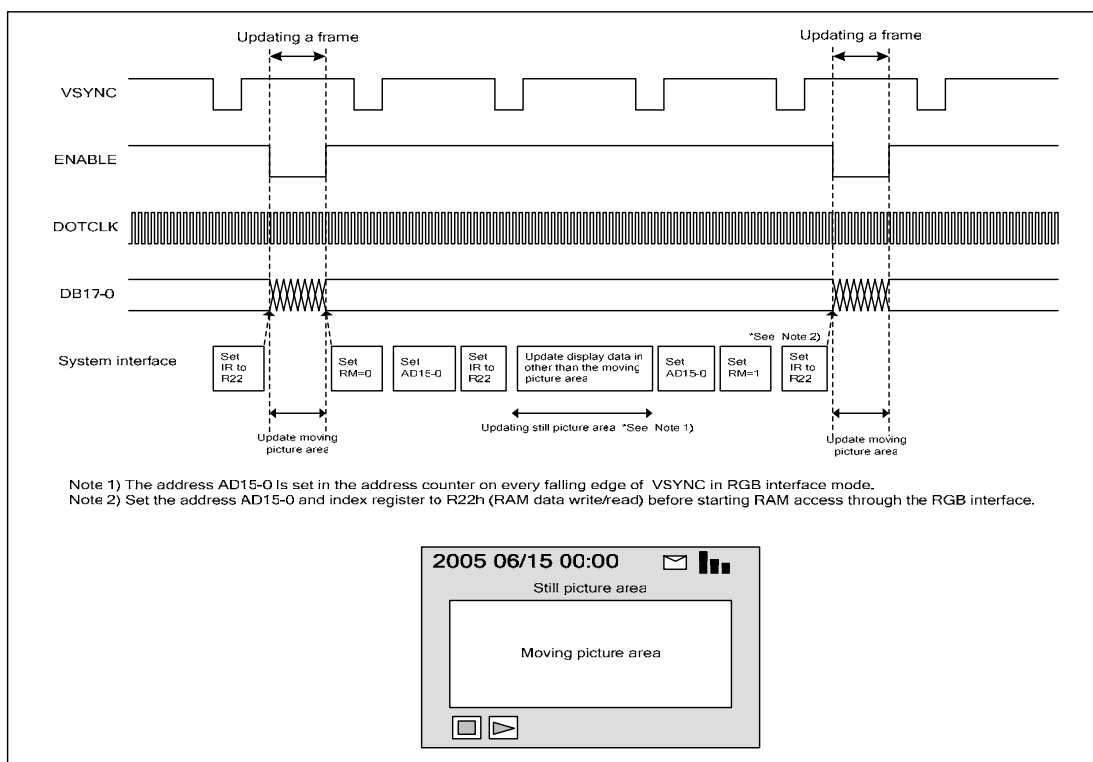 Updating a frame
Updating a frame
VSYNC
ENABLE
DOTCLK
DB17-0
*See Note 2)
System interface
Set
IR to
R22
Set
RM=0
Set
AD15-0
Set
IR to
R22
Update display data in
other than the moving
picture area
Set
AD15-0
Set
RM=1
Set
IR to
R22
Update moving
picture area
Updating still picture area *See Note 1)
Update moving
picture area
Note 1) The address AD15-0 Is set in the address counter on every falling edge of VSYNC in RGB interface mode.
Note 2) Set the address AD15-0 and index register to R22h (RAM data write/read) before starting RAM access through the RGB interface.
2005 06/15 00:00
Still picture area
Moving picture area